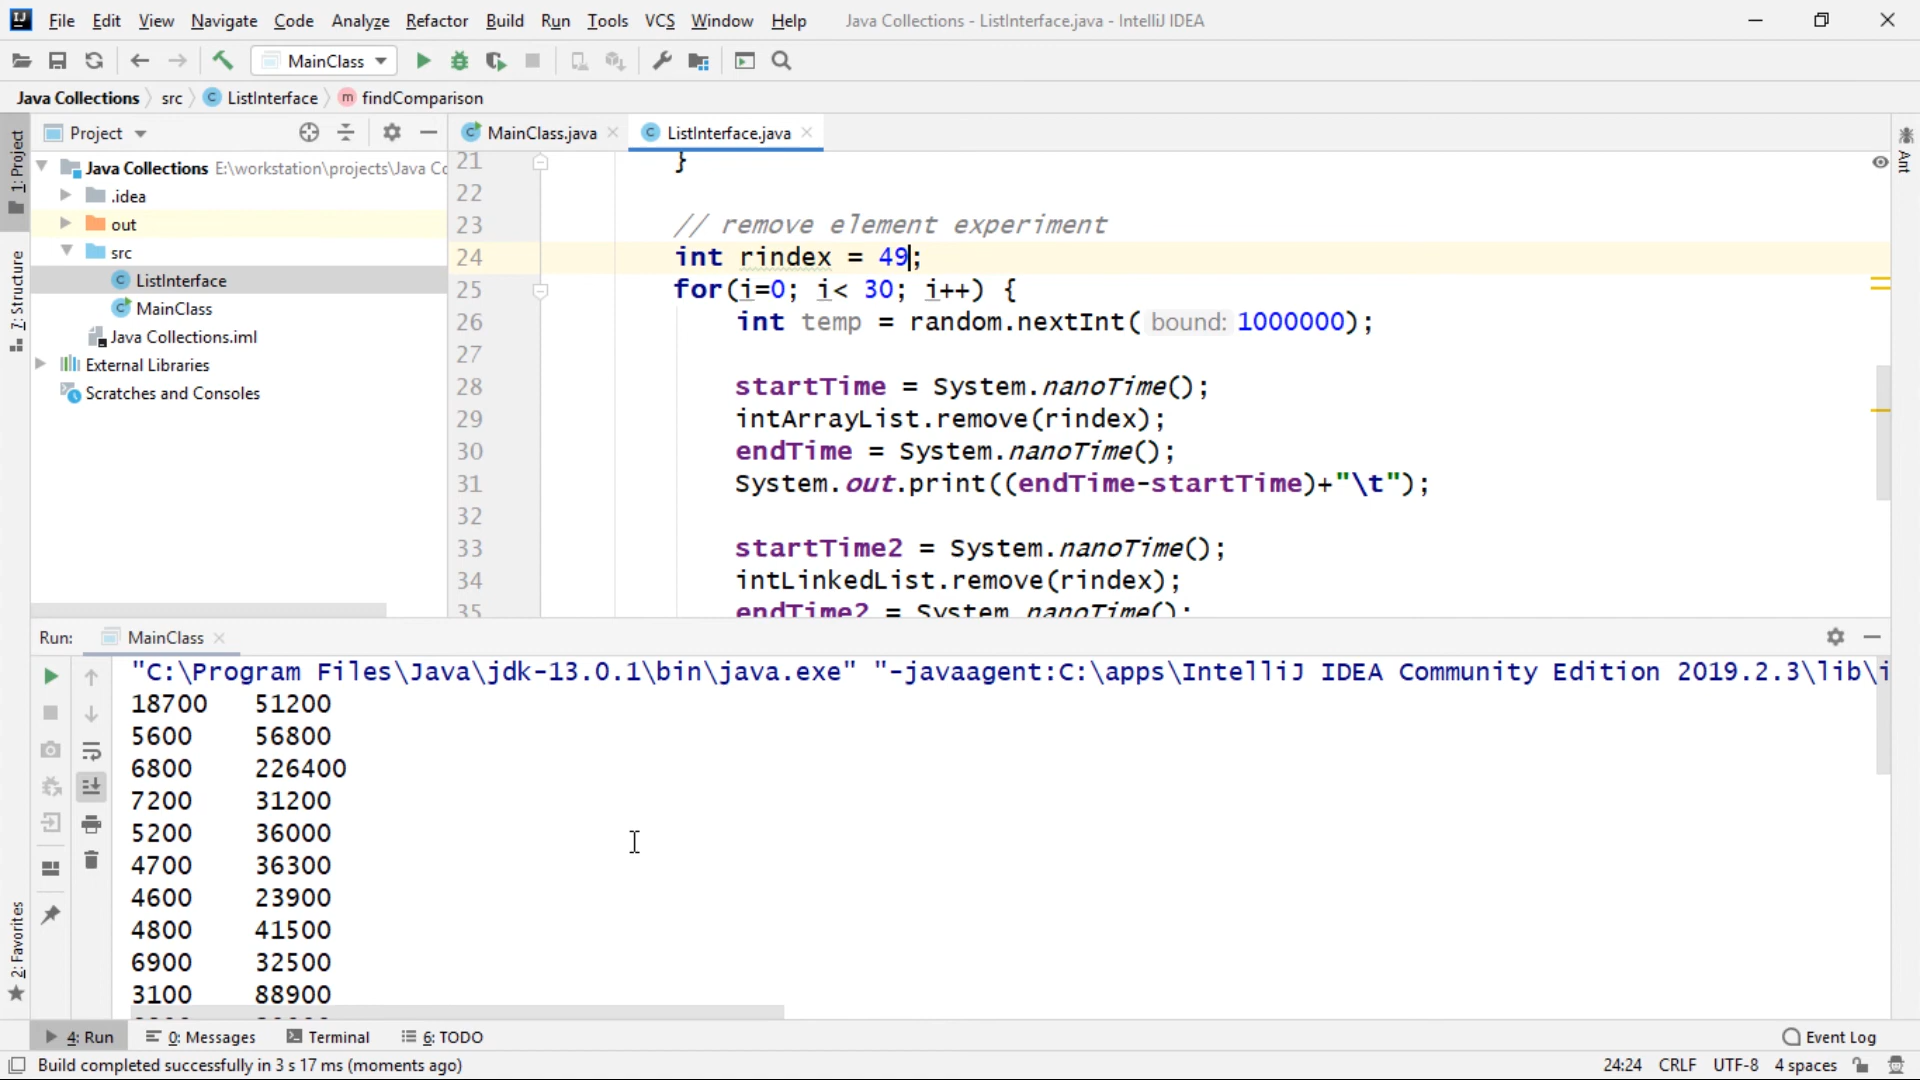 File Edit View Navigate Code Analyze Refactor Build Run Tools VCS Window Help Java Collections - ListInterface.java - IntelliJ IDEA
MainClass
Java Collections src ListInterface findComparison
1: Project
Project
MainClass.java
ListInterface.java
Ant
Java Collections E:\workstation\projects\Java Co
.idea
out
src
ListInterface
MainClass
Java Collections.iml
External Libraries
Scratches and Consoles
7: Structure
21 }
22
23 // remove element experiment
24 int rindex = 49;
25 for(i=0; i< 30; i++) {
26 int temp = random.nextInt( bound: 1000000);
27
28 startTime = System.nanoTime();
29 intArrayList.remove(rindex);
30 endTime = System.nanoTime();
31 System.out.print((endTime-startTime)+"\t");
32
33 startTime2 = System.nanoTime();
34 intLinkedList.remove(rindex);
35 endTime2 = System.nanoTime();
Run: MainClass
"C:\Program Files\Java\jdk-13.0.1\bin\java.exe" "-javaagent:C:\apps\IntelliJ IDEA Community Edition 2019.2.3\lib\i
18700 51200
5600 56800
6800 226400
7200 31200
5200 36000
4700 36300
4600 23900
4800 41500
6900 32500
3100 88900
2: Favorites
4: Run 0: Messages Terminal 6: TODO Event Log
Build completed successfully in 3 s 17 ms (moments ago) 24:24 CRLF UTF-8 4 spaces